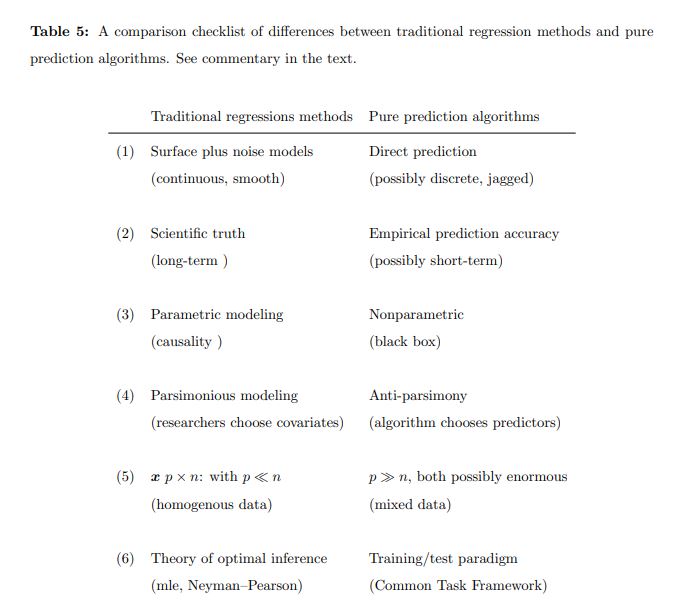 Table 5: A comparison checklist of differences between traditional regression methods and pure
prediction algorithms. See commentary in the text.
Traditional regressions methods Pure prediction algorithms
(1) Surface plus noise models Direct prediction
(continuous, smooth) (possibly discrete, jagged)
(2) Scientific truth Empirical prediction accuracy
(long-term ) (possibly short-term)
(3) Parametric modeling Nonparametric
(causality ) (black box)
(4) Parsimonious modeling Anti-parsimony
(researchers choose covariates) (algorithm chooses predictors)
(5) x p × n: with p ≪ n p ≫ n, both possibly enormous
(homogenous data) (mixed data)
(6) Theory of optimal inference Training/test paradigm
(mle, Neyman–Pearson) (Common Task Framework)